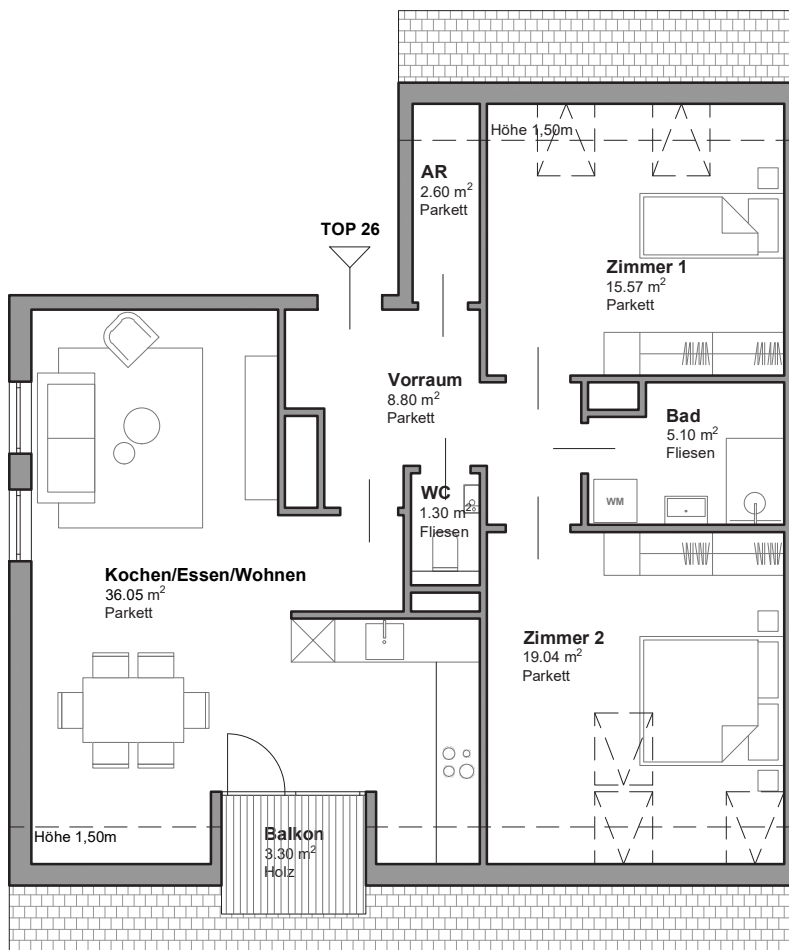 Höhe 1,50m
AR
2.60 m²
Parkett
TOP 26
Zimmer 1
15.57 m²
Parkett
Vorraum
8.80 m²
Parkett
Bad
5.10 m²
Fliesen
WC
1.30 m²
Fliesen
WM
Kochen/Essen/Wohnen
36.05 m²
Parkett
Zimmer 2
19.04 m²
Parkett
Höhe 1,50m
Balkon
3.30 m²
Holz